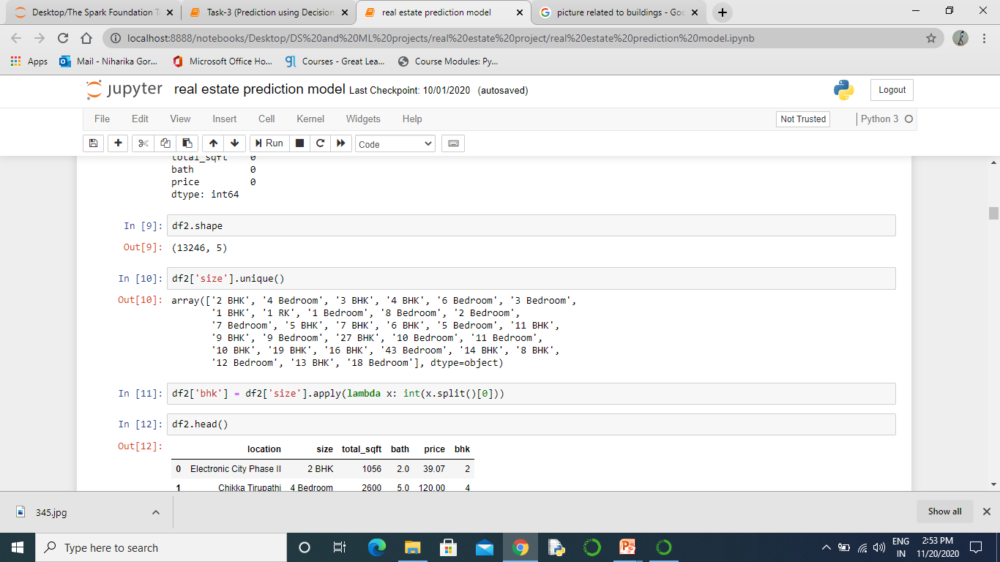 Desktop/The Spark Foundation T
Task-3 (Prediction using Decision
real estate prediction model
picture related to buildings - Goo
localhost:8888/notebooks/Desktop/DS%20and%20ML%20projects/real%20estate%20project/real%20estate%20prediction%20model.ipynb
Apps
Mail - Niharika Gor...
Microsoft Office Ho...
Courses - Great Lea...
Course Modules: Py...
jupyter real estate prediction model Last Checkpoint: 10/01/2020 (autosaved)
Logout
File Edit View Insert Cell Kernel Widgets Help
Not Trusted
Python 3
Run
Code
total_sqft 0
bath 0
price 0
dtype: int64
In [9]: df2.shape
Out[9]: (13246, 5)
In [10]: df2['size'].unique()
Out[10]: array(['2 BHK', '4 Bedroom', '3 BHK', '4 BHK', '6 Bedroom', '3 Bedroom',
'1 BHK', '1 RK', '1 Bedroom', '8 Bedroom', '2 Bedroom',
'7 Bedroom', '5 BHK', '7 BHK', '6 BHK', '5 Bedroom', '11 BHK',
'9 BHK', '9 Bedroom', '27 BHK', '10 Bedroom', '11 Bedroom',
'10 BHK', '19 BHK', '16 BHK', '43 Bedroom', '14 BHK', '8 BHK',
'12 Bedroom', '13 BHK', '18 Bedroom'], dtype=object)
In [11]: df2['bhk'] = df2['size'].apply(lambda x: int(x.split()[0]))
In [12]: df2.head()
Out[12]:
location size total_sqft bath price bhk
0 Electronic City Phase II 2 BHK 1056 2.0 39.07 2
1 Chikka Tirupathi 4 Bedroom 2600 5.0 120.00 4
345.jpg
Show all
Type here to search
ENG
IN
2:53 PM
11/20/2020